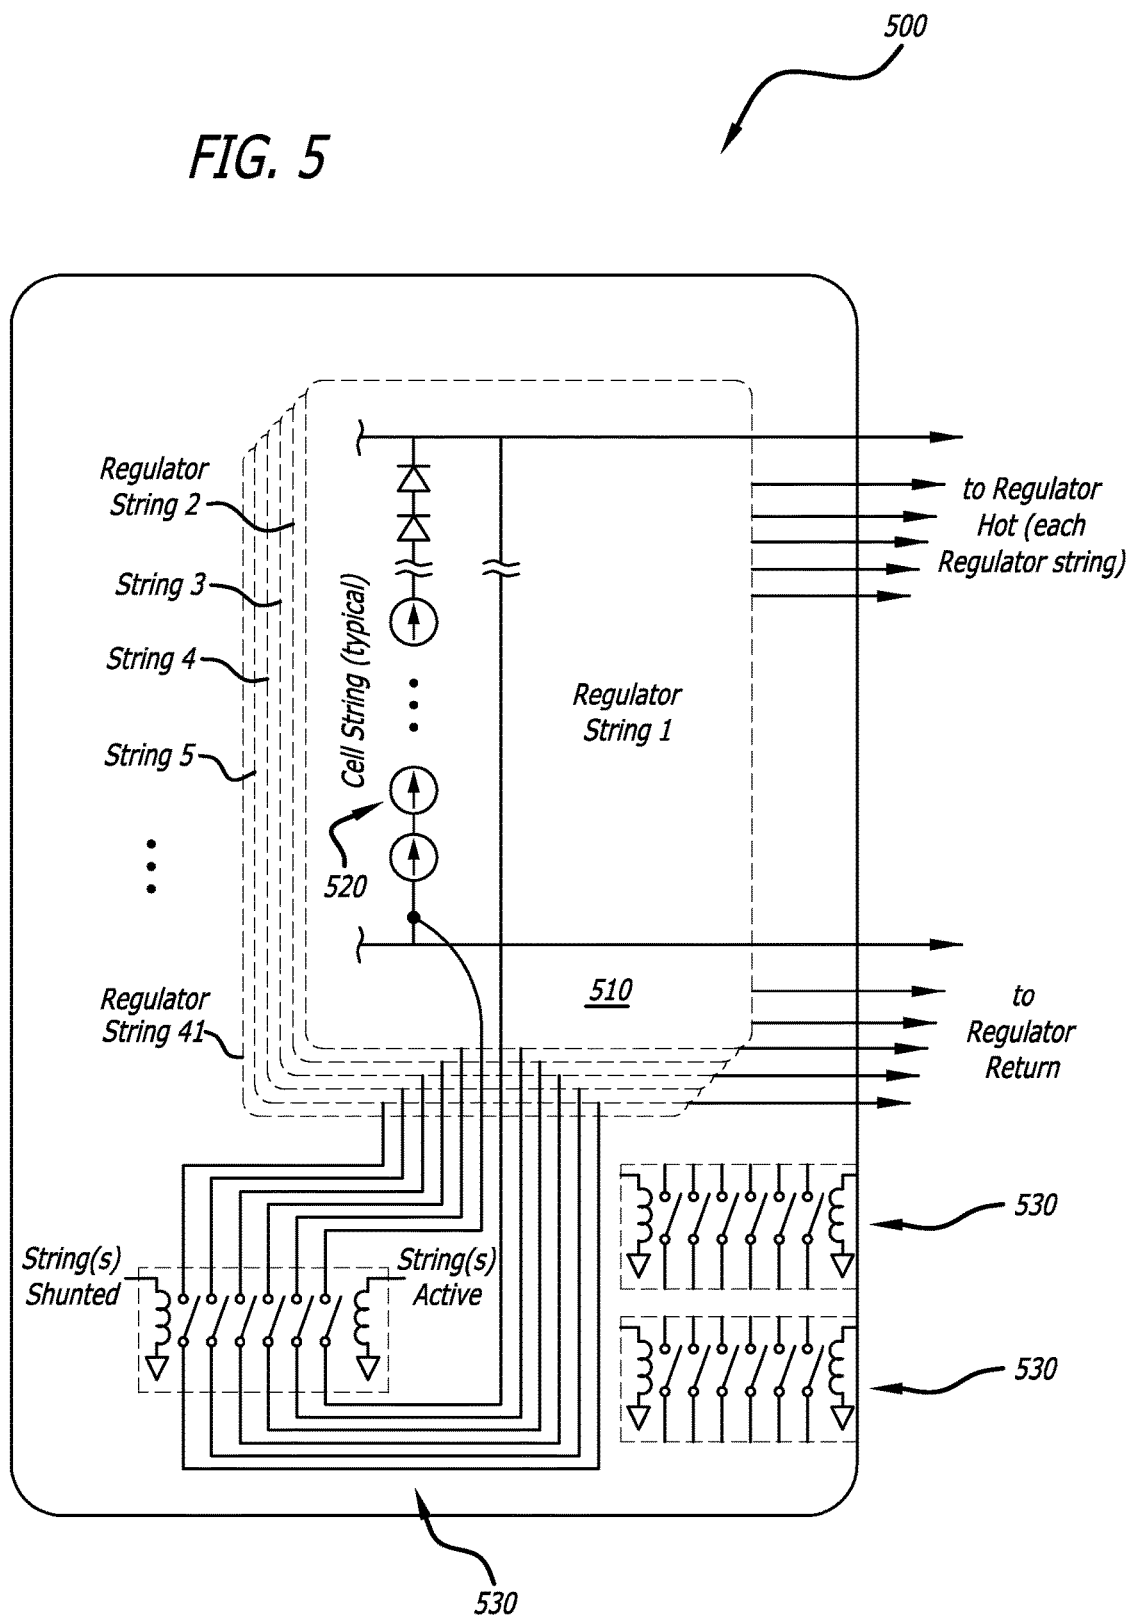 500
FIG. 5
Regulator
String 2
String 3
String 4
String 5
Regulator
String 41
Cell String (typical)
520
Regulator
String 1
510
to Regulator
Hot (each
Regulator string)
to
Regulator
Return
String(s)
Shunted
String(s)
Active
530
530
530